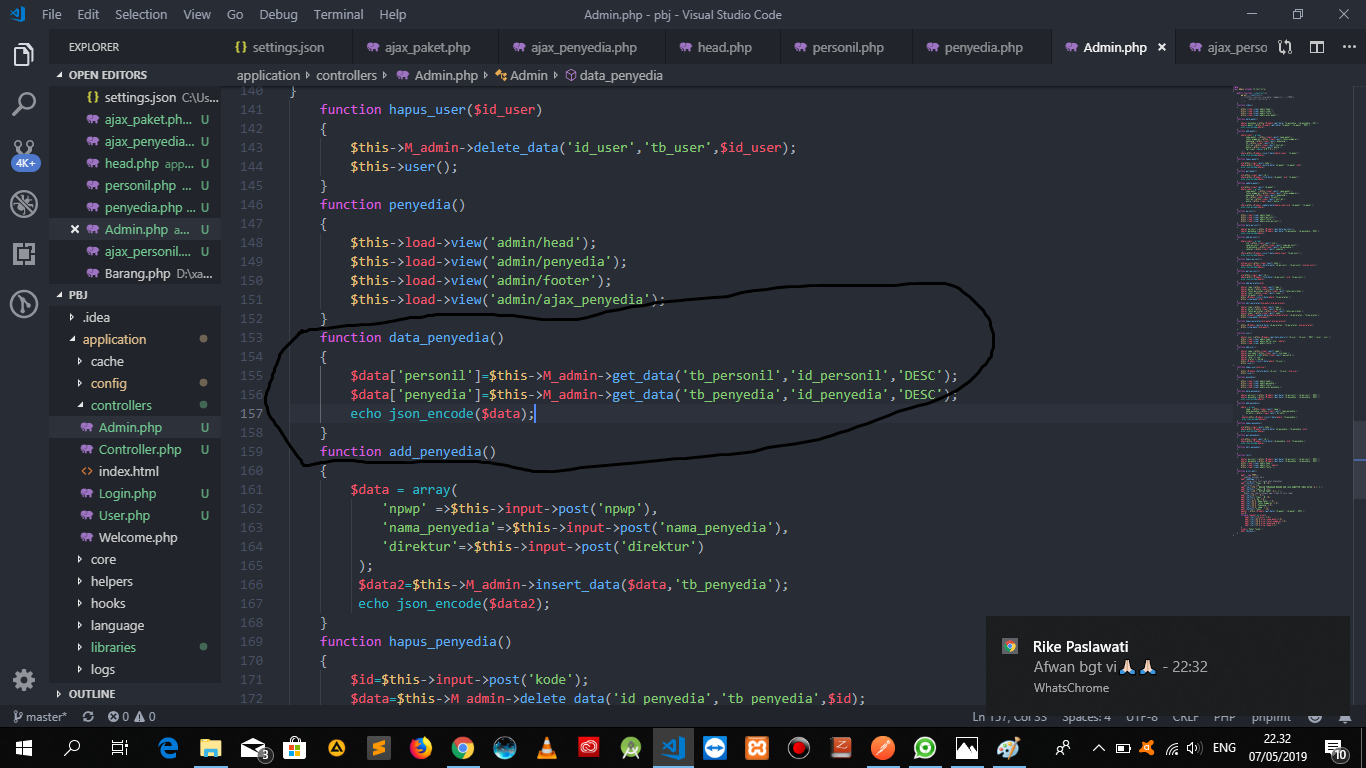 File Edit Selection View Go Debug Terminal Help
Admin.php - pbj - Visual Studio Code
EXPLORER
{} settings.json
ajax_paket.php
ajax_penyedia.php
head.php
personil.php
penyedia.php
Admin.php ×
ajax_perso
OPEN EDITORS
{} settings.json C:\Us...
ajax_paket.ph... U
ajax_penyedia... U
head.php app... U
personil.php ... U
penyedia.php ... U
× Admin.php a... U
ajax_personil.... U
Barang.php D:\xa...
4K+
PBJ
.idea
application
cache
config
controllers
Admin.php U
Controller.php U
<> index.html
Login.php U
User.php U
Welcome.php
core
helpers
hooks
language
libraries
logs
OUTLINE
application › controllers › Admin.php › Admin › data_penyedia
140 }
141 function hapus_user($id_user)
142 {
143 $this->M_admin->delete_data('id_user','tb_user',$id_user);
144 $this->user();
145 }
146 function penyedia()
147 {
148 $this->load->view('admin/head');
149 $this->load->view('admin/penyedia');
150 $this->load->view('admin/footer');
151 $this->load->view('admin/ajax_penyedia');
152 }
153 function data_penyedia()
154 {
155 $data['personil']=$this->M_admin->get_data('tb_personil','id_personil','DESC');
156 $data['penyedia']=$this->M_admin->get_data('tb_penyedia','id_penyedia','DESC');
157 echo json_encode($data);
158 }
159 function add_penyedia()
160 {
161 $data = array(
162 'npwp' =>$this->input->post('npwp'),
163 'nama_penyedia'=>$this->input->post('nama_penyedia'),
164 'direktur'=>$this->input->post('direktur')
165 );
166 $data2=$this->M_admin->insert_data($data,'tb_penyedia');
167 echo json_encode($data2);
168 }
169 function hapus_penyedia()
170 {
171 $id=$this->input->post('kode');
172 $data=$this->M_admin->delete_data('id_penyedia','tb_penyedia',$id);
Rike Paslawati
Afwan bgt vi🙏🏻🙏🏻 - 22:32
WhatsChrome
master* 0 0
Ln 157, Col 33 Spaces: 4 UTF-8 CRLF PHP phpfmt
3
ENG
22.32
07/05/2019
10